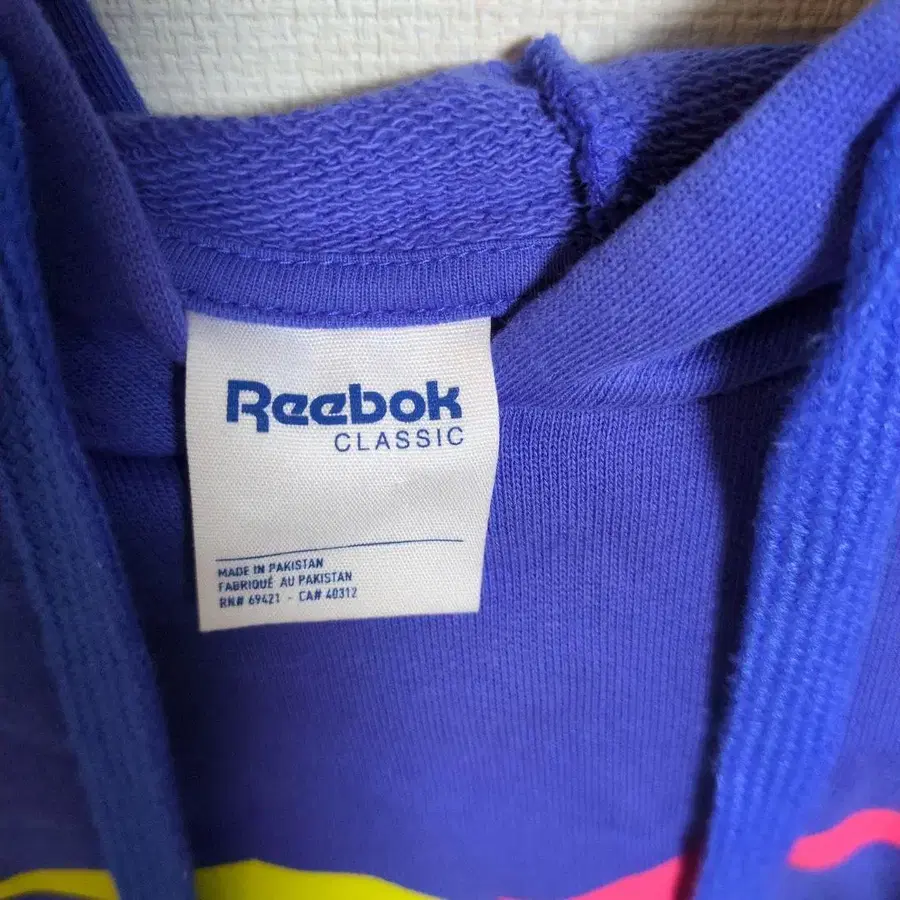 Reebok
CLASSIC
MADE IN PAKISTAN
FABRIQUÉ AU PAKISTAN
RN# 69421 - CA# 40312